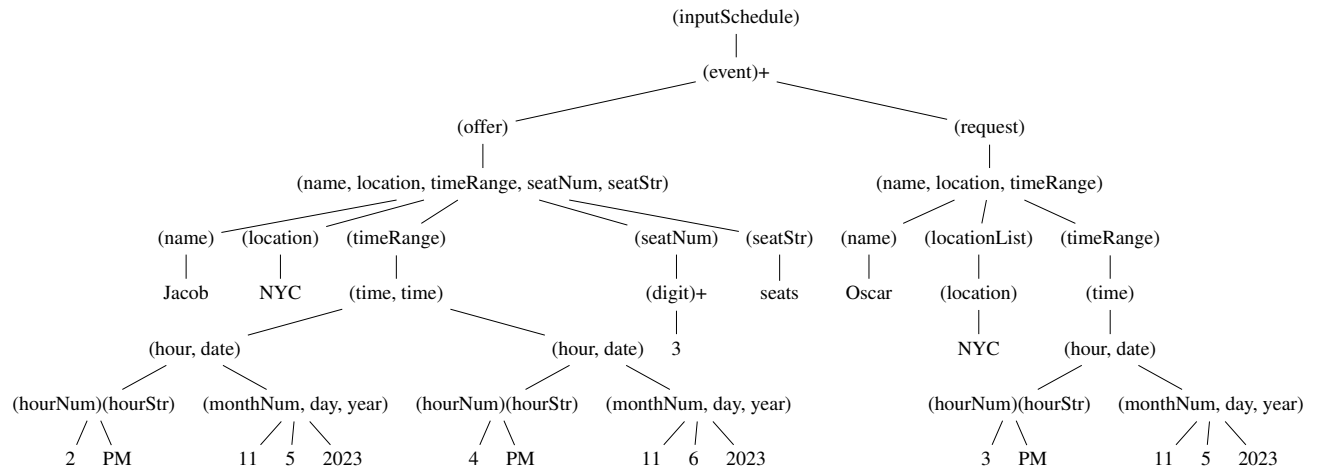 (inputSchedule)
(event)+
(offer) (request)
(name, location, timeRange, seatNum, seatStr) (name, location, timeRange)
(name) (location) (timeRange) (seatNum) (seatStr) (name) (locationList) (timeRange)
Jacob NYC (time, time) (digit)+ seats Oscar (location) (time)
(hour, date) (hour, date) 3 NYC (hour, date)
(hourNum)(hourStr) (monthNum, day, year) (hourNum)(hourStr) (monthNum, day, year) (hourNum)(hourStr) (monthNum, day, year)
2 PM 11 5 2023 4 PM 11 6 2023 3 PM 11 5 2023